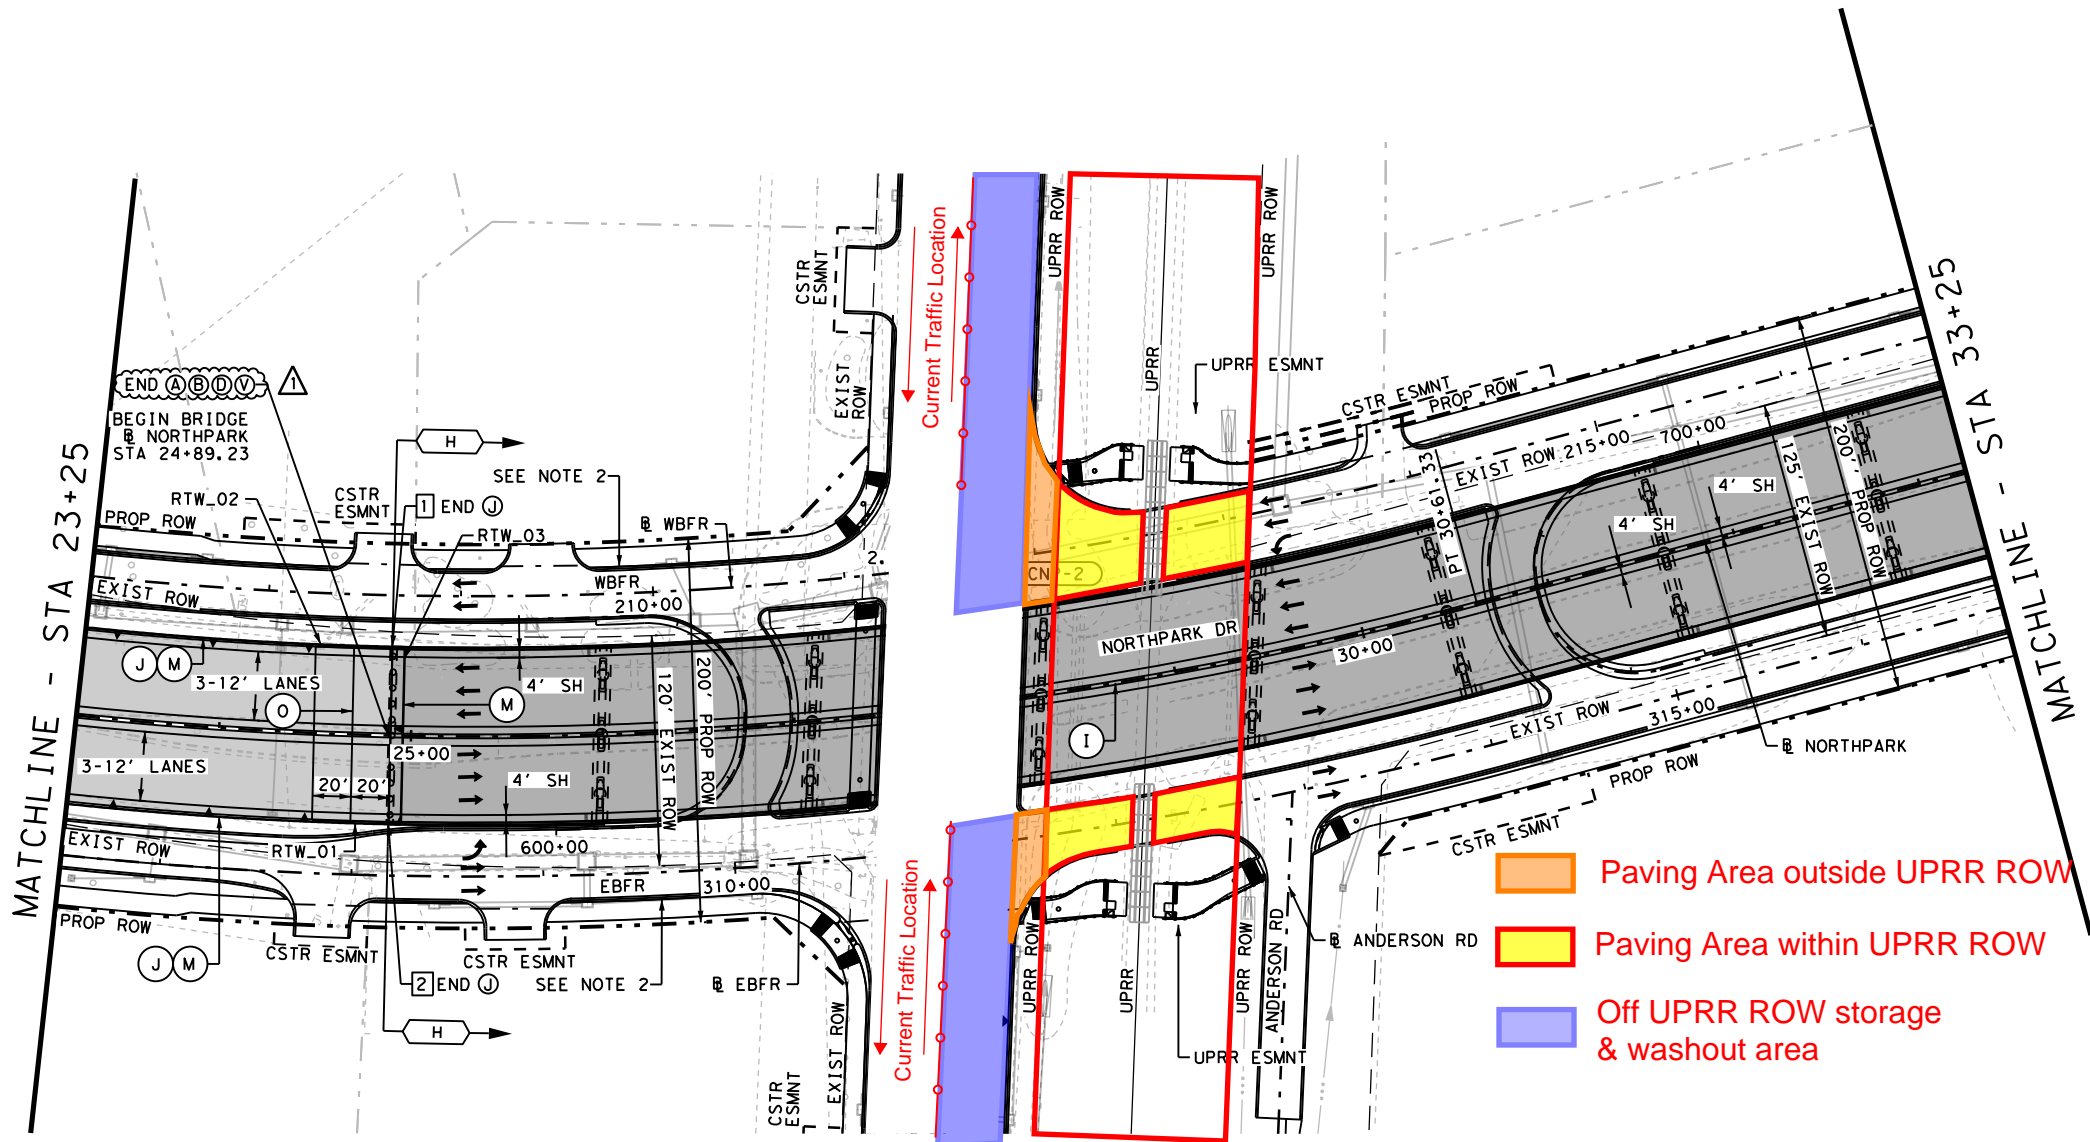 MATCHLINE - STA 23+25
END A B D V
1
BEGIN BRIDGE
℄ NORTHPARK
STA 24+89.23
RTW_02
PROP ROW
CSTR
ESMNT
H
SEE NOTE 2
1 END J
RTW_03
℄ WBFR
EXIST ROW
WBFR
210+00
2.
J M
3-12' LANES
O
M
4' SH
25+00
3-12' LANES
20' 20'
4' SH
120' EXIST ROW
200' PROP ROW
EXIST ROW
RTW_01
600+00
EBFR
310+00
PROP ROW
J M
CSTR ESMNT
CSTR ESMNT
2 END J
SEE NOTE 2
℄ EBFR
H
CSTR
ESMNT
EXIST
ROW
CSTR
ESMNT
EXIST ROW
Current Traffic Location
Current Traffic Location
UPRR ROW
UPRR ROW
UPRR
UPRR ESMNT
CSTR ESMNT
PROP ROW
EXIST ROW
215+00
700+00
PT 30+61.33
4' SH
4' SH
125' EXIST ROW
200' PROP ROW
NORTHPARK DR
30+00
I
EXIST ROW
315+00
℄ NORTHPARK
PROP ROW
CSTR ESMNT
UPRR ROW
UPRR
UPRR ROW
ANDERSON RD
℄ ANDERSON RD
UPRR ESMNT
MATCHLINE - STA 33+25
Paving Area outside UPRR ROW
Paving Area within UPRR ROW
Off UPRR ROW storage
& washout area